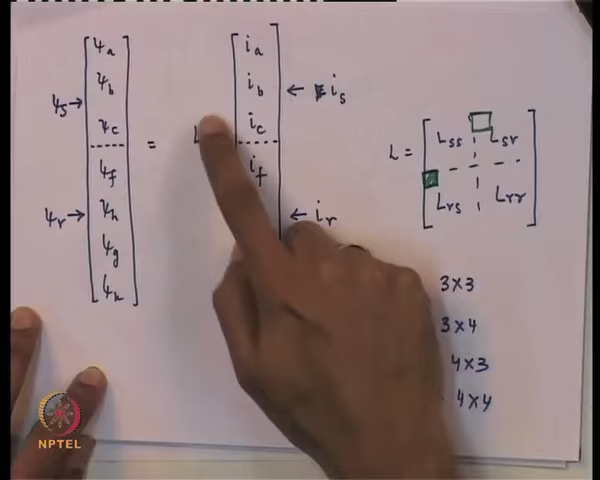 ψa
ψb
ψc
ψf
ψh
ψg
ψk
ψs →
ψr →
=
ia
ib
ic
if
← is
← ir
L =
Lss Lsr
Lrs Lrr
3×3
3×4
4×3
4×4
NPTEL